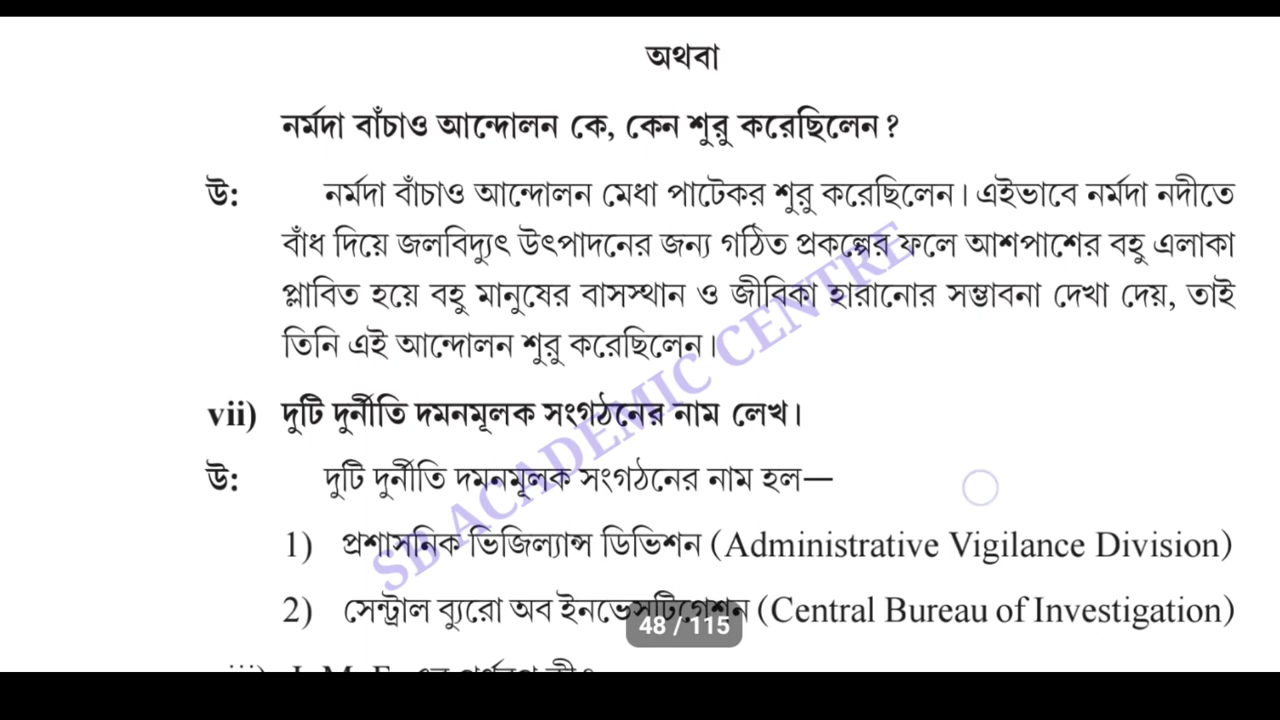 অথবা
নর্মদা বাঁচাও আন্দোলন কে, কেন শুরু করেছিলেন?
উ: নর্মদা বাঁচাও আন্দোলন মেধা পাটেকর শুরু করেছিলেন। এইভাবে নর্মদা নদীতে
বাঁধ দিয়ে জলবিদ্যুৎ উৎপাদনের জন্য গঠিত প্রকল্পের ফলে আশপাশের বহু এলাকা
প্লাবিত হয়ে বহু মানুষের বাসস্থান ও জীবিকা হারানোর সম্ভাবনা দেখা দেয়, তাই
তিনি এই আন্দোলন শুরু করেছিলেন।
vii) দুটি দুর্নীতি দমনমূলক সংগঠনের নাম লেখ।
উ: দুটি দুর্নীতি দমনমূলক সংগঠনের নাম হল—
1) প্রশাসনিক ভিজিল্যান্স ডিভিশন (Administrative Vigilance Division)
2) সেন্ট্রাল ব্যুরো অব ইনভেসটিগেশন (Central Bureau of Investigation)
48 / 115
SB ACADEMIC CENTRE